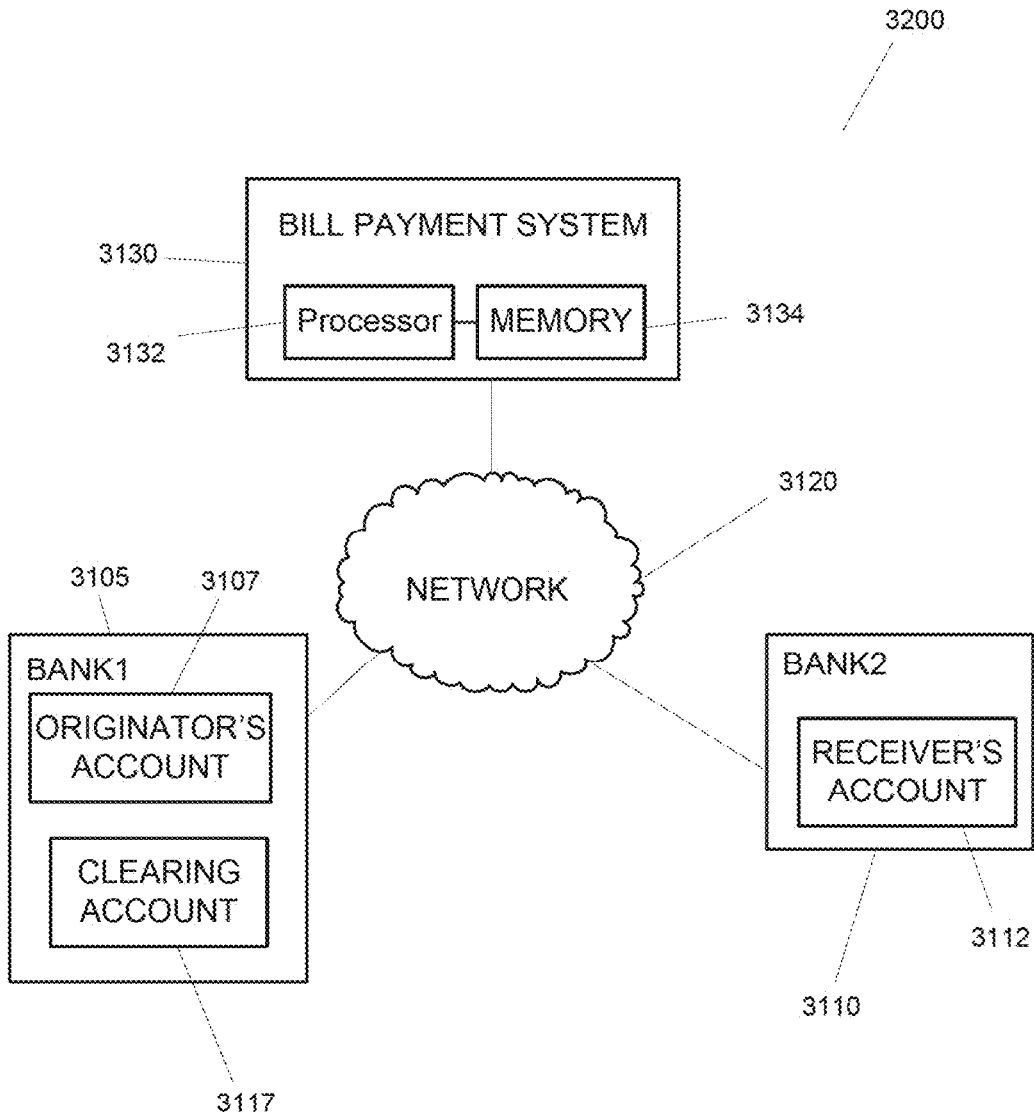 3200
BILL PAYMENT SYSTEM
3130
Processor
MEMORY
3134
3132
3120
NETWORK
3105
3107
BANK1
ORIGINATOR'S
ACCOUNT
CLEARING
ACCOUNT
3117
BANK2
RECEIVER'S
ACCOUNT
3112
3110